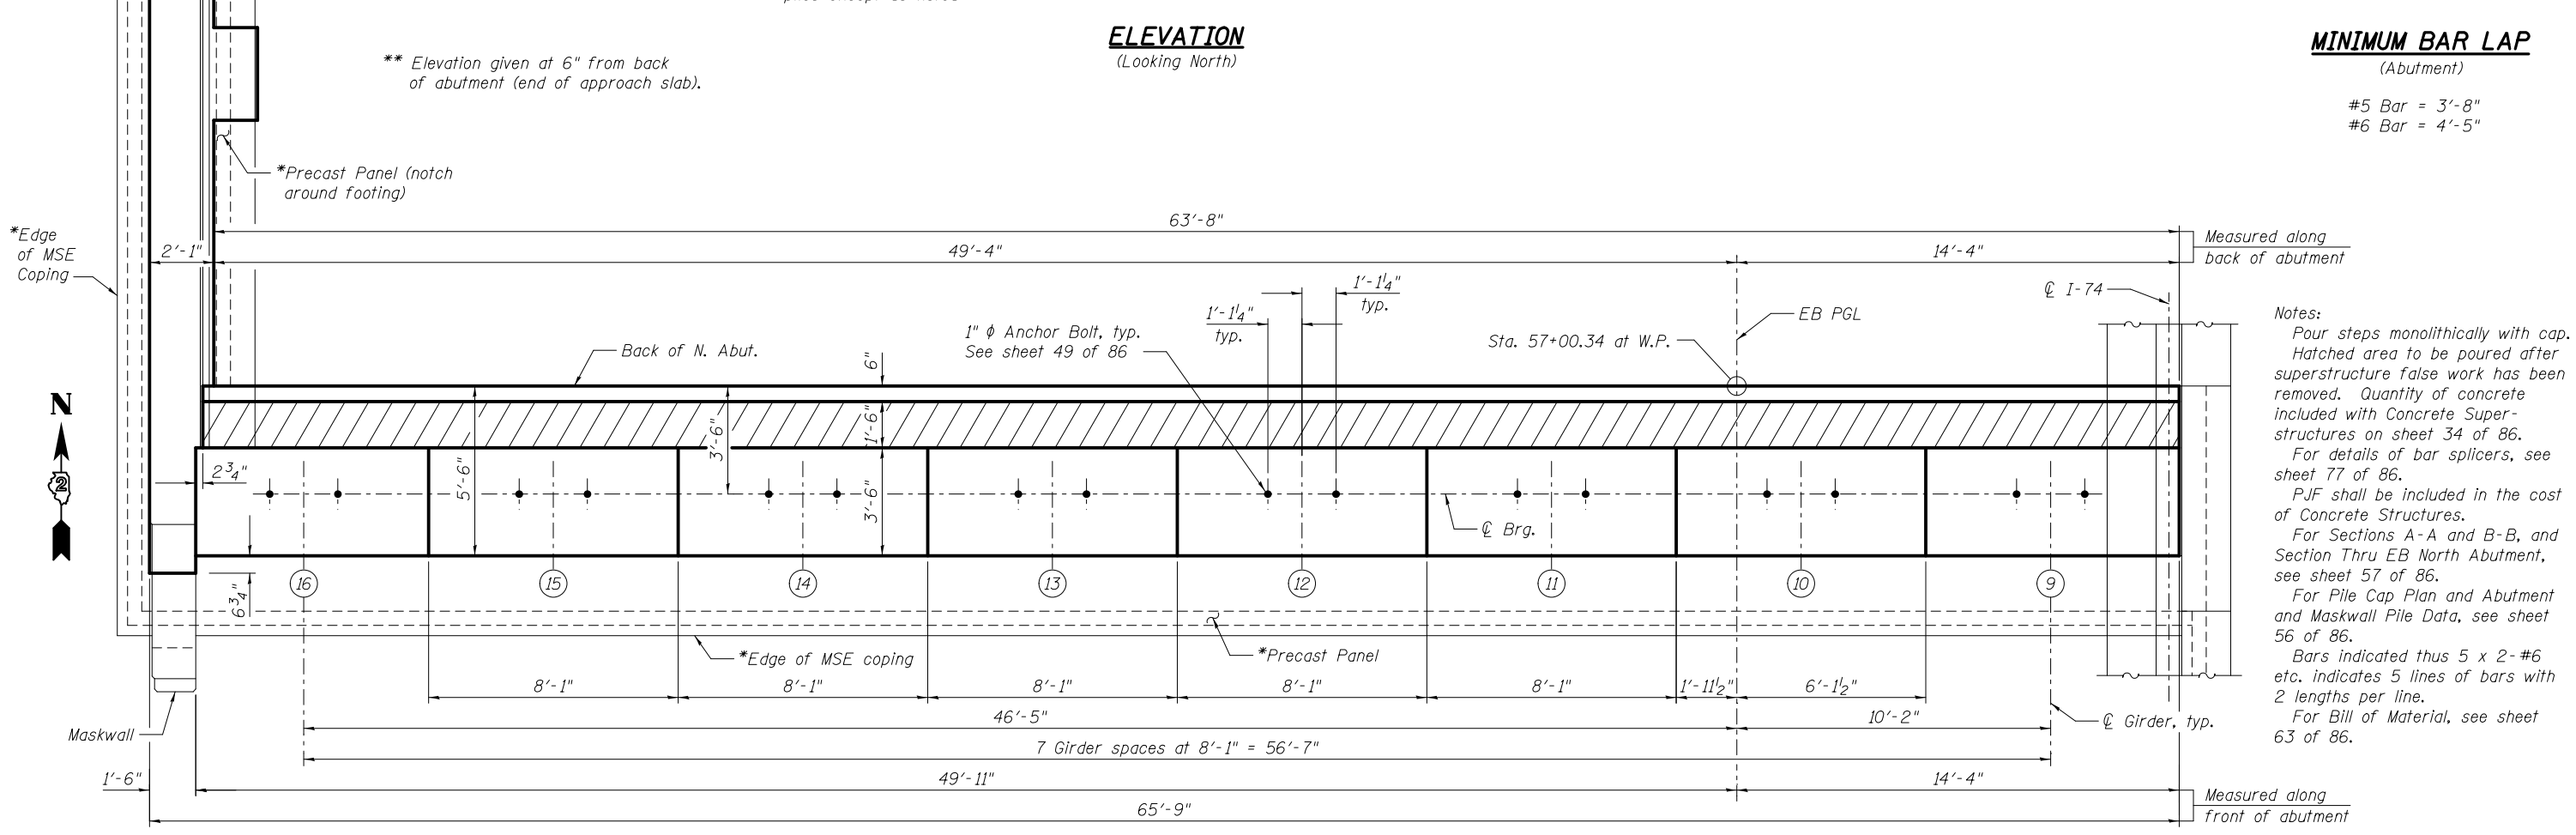 ELEVATION
(Looking North)
MINIMUM BAR LAP
(Abutment)
#5 Bar = 3'-8"
#6 Bar = 4'-5"
** Elevation given at 6" from back
of abutment (end of approach slab).
*Precast Panel (notch
around footing)
*Edge
of MSE
Coping
63'-8"
2'-1"
49'-4"
14'-4"
Measured along
back of abutment
1'-1¼"
typ.
1'-1¼"
typ.
℄ I-74
EB PGL
Sta. 57+00.34 at W.P.
1" ϕ Anchor Bolt, typ.
See sheet 49 of 86
Back of N. Abut.
6"
1'-6"
3'-6"
5'-6"
3'-6"
2¾"
6¾"
N
2
℄ Brg.
16
15
14
13
12
11
10
9
*Edge of MSE coping
*Precast Panel
8'-1"
8'-1"
8'-1"
8'-1"
8'-1"
1'-11½"
6'-1½"
46'-5"
10'-2"
℄ Girder, typ.
Maskwall
7 Girder spaces at 8'-1" = 56'-7"
1'-6"
49'-11"
14'-4"
65'-9"
Measured along
front of abutment
Notes:
Pour steps monolithically with cap.
Hatched area to be poured after
superstructure false work has been
removed. Quantity of concrete
included with Concrete Super-
structures on sheet 34 of 86.
For details of bar splicers, see
sheet 77 of 86.
PJF shall be included in the cost
of Concrete Structures.
For Sections A-A and B-B, and
Section Thru EB North Abutment,
see sheet 57 of 86.
For Pile Cap Plan and Abutment
and Maskwall Pile Data, see sheet
56 of 86.
Bars indicated thus 5 x 2-#6
etc. indicates 5 lines of bars with
2 lengths per line.
For Bill of Material, see sheet
63 of 86.